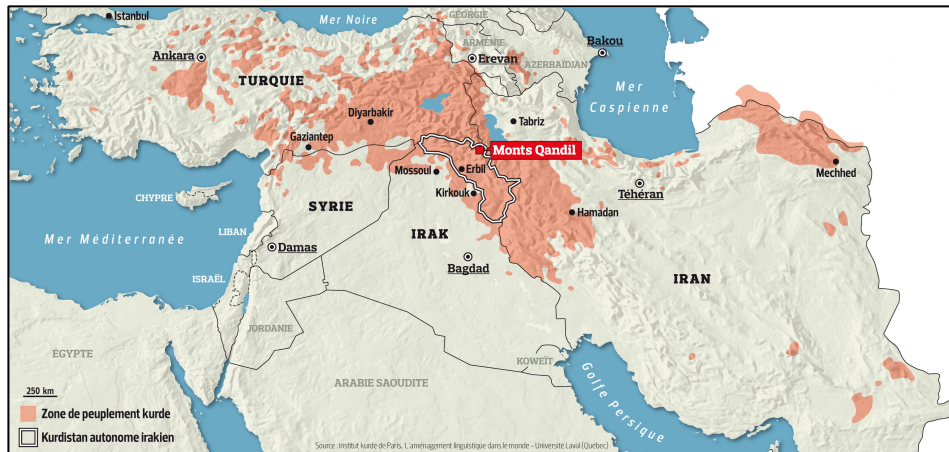 Istanbul
Mer Noire
GÉORGIE
Ankara
ARMÉNIE
Erevan
Bakou
AZERBAÏDJAN
TURQUIE
Mer
Caspienne
Diyarbakir
Tabriz
Gaziantep
Monts Qandil
Mossoul
Erbil
Mechhed
Kirkouk
Téhéran
CHYPRE
SYRIE
Hamadan
Mer Méditerranée
LIBAN
IRAK
Damas
Bagdad
IRAN
ISRAËL
JORDANIE
ÉGYPTE
KOWEÏT
ARABIE SAOUDITE
Golfe Persique
250 km
Zone de peuplement kurde
Kurdistan autonome irakien
Source : Institut kurde de Paris, L'aménagement linguistique dans le monde - Université Laval (Québec)